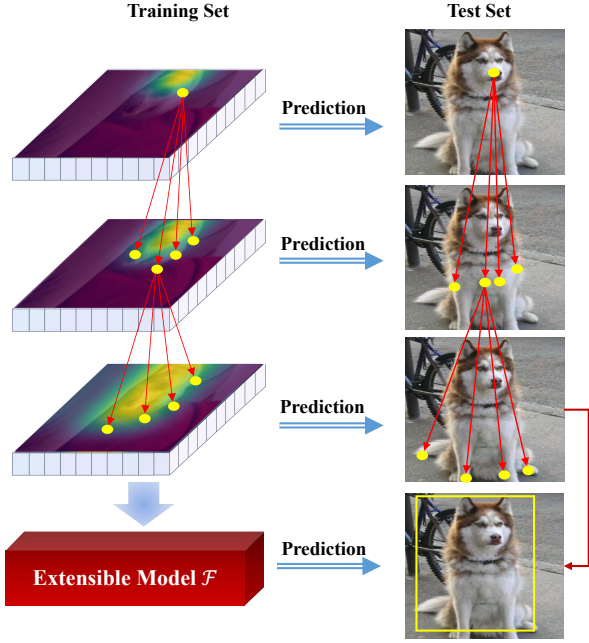 Training Set
Test Set
Prediction
Prediction
Prediction
Extensible Model ℱ
Prediction